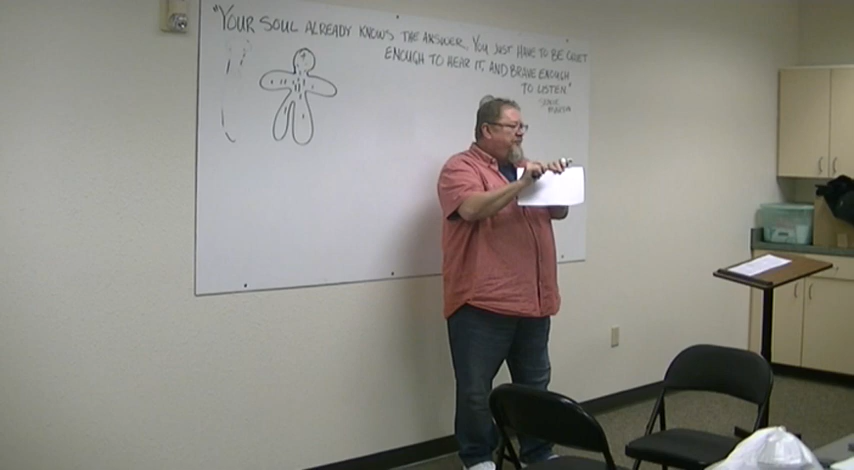 "YOUR SOUL ALREADY KNOWS THE ANSWER. YOU JUST HAVE TO BE QUIET
ENOUGH TO HEAR IT, AND BRAVE ENOUGH
TO LISTEN."